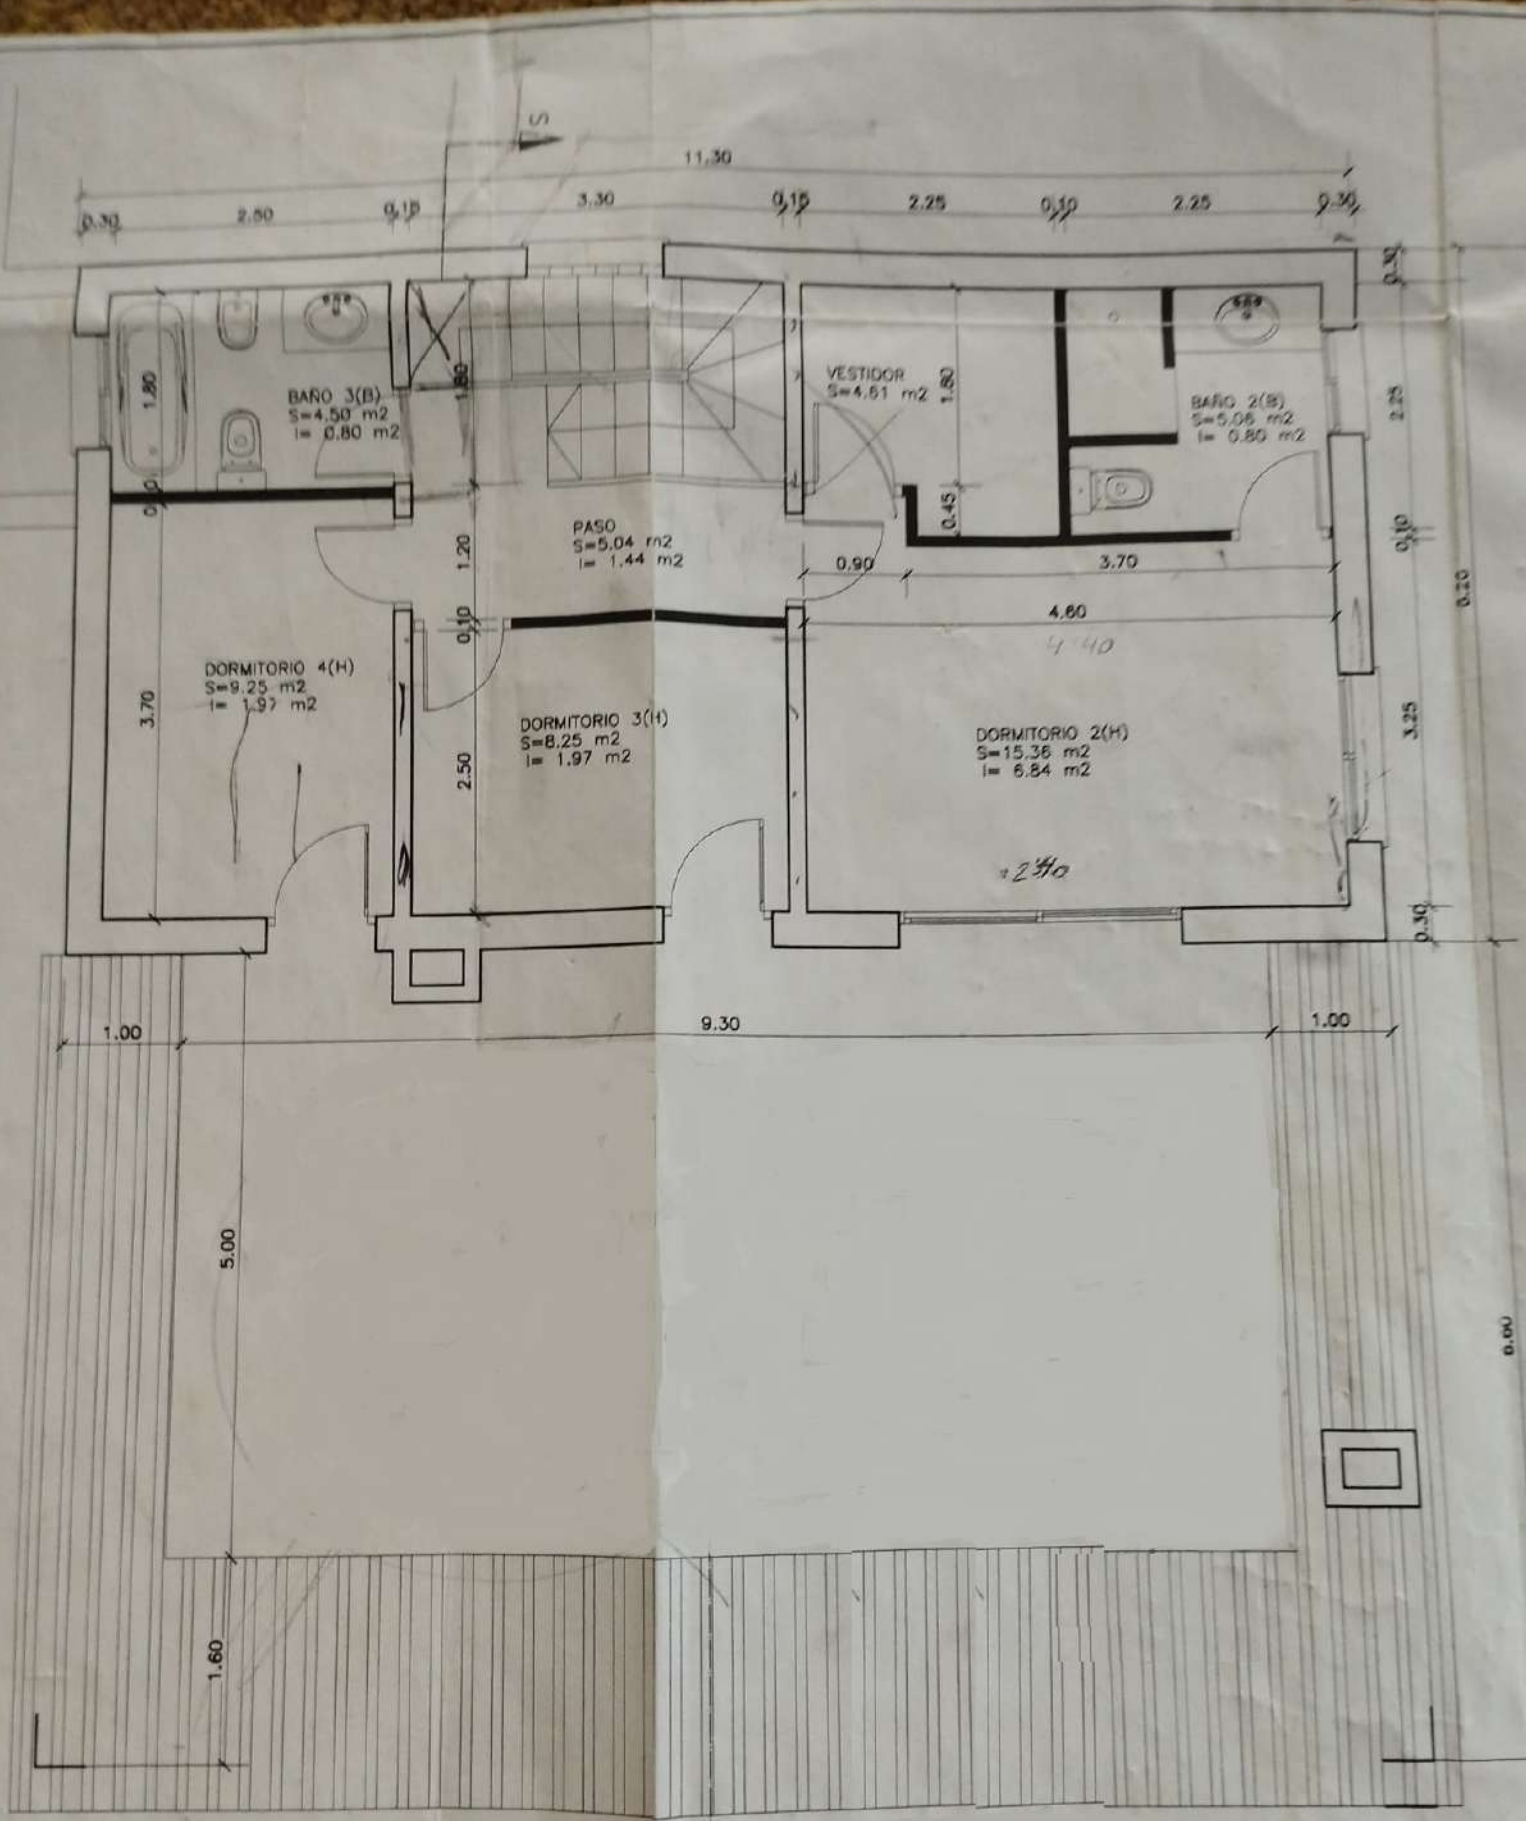 S
11.30
0.30
2.50
0.15
3.30
0.15
2.25
0.10
2.25
0.30
0.30
1.80
BAÑO 3(B)
S=4.50 m2
I= 0.80 m2
1.80
VESTIDOR
S=4.61 m2
1.80
BAÑO 2(B)
S=5.06 m2
I= 0.80 m2
2.25
0.10
0.45
PASO
S=5.04 m2
I= 1.44 m2
1.20
0.90
3.70
0.10
4.60
4.40
0.10
DORMITORIO 4(H)
S=9.25 m2
I= 1.97 m2
3.70
DORMITORIO 3(H)
S=8.25 m2
I= 1.97 m2
2.50
DORMITORIO 2(H)
S=15.36 m2
I= 6.84 m2
3.25
0.30
1.00
9.30
1.00
5.00
6.60
1.60